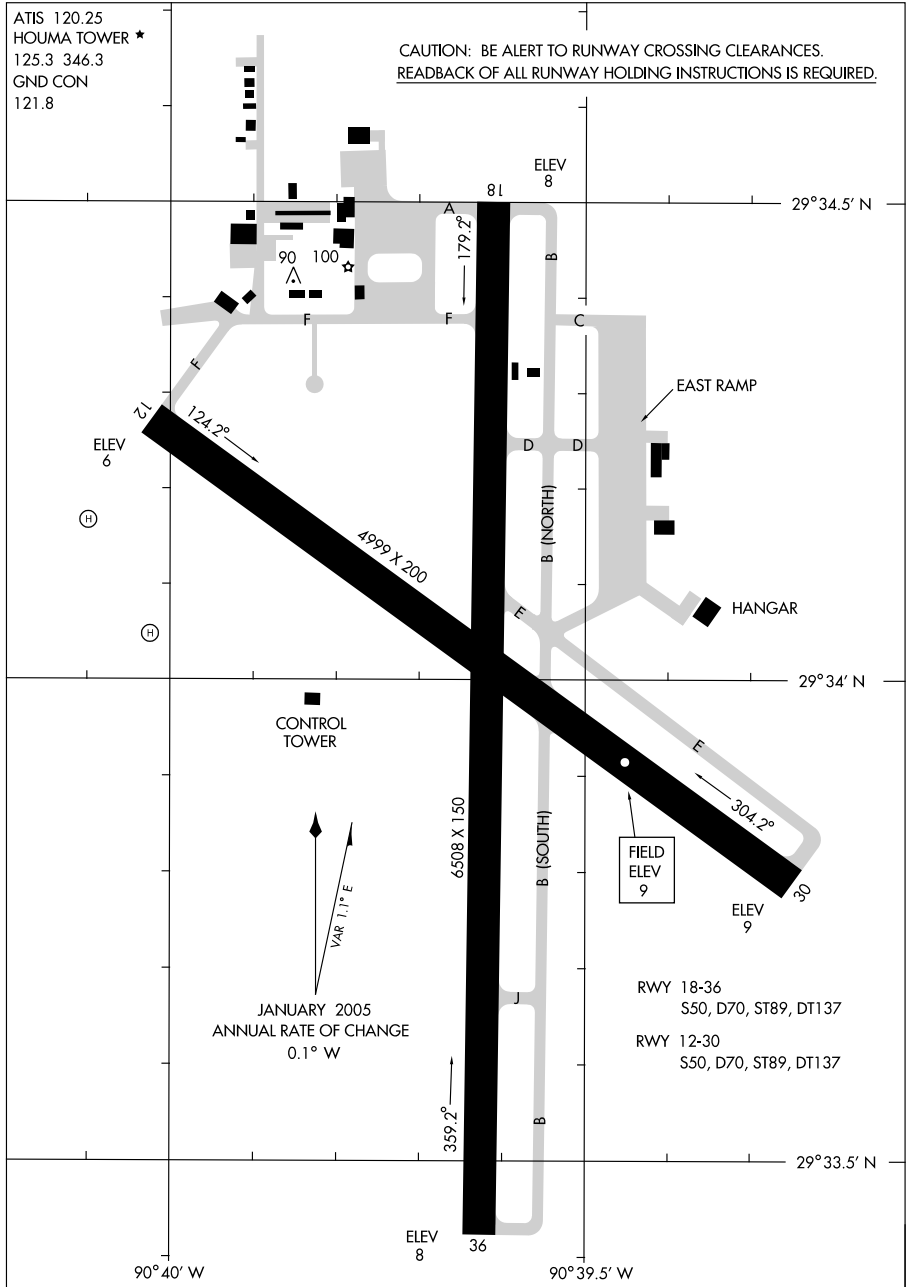 ATIS 120.25
HOUMA TOWER ★
125.3 346.3
GND CON
121.8
CAUTION: BE ALERT TO RUNWAY CROSSING CLEARANCES.
READBACK OF ALL RUNWAY HOLDING INSTRUCTIONS IS REQUIRED.
ELEV
8
18
29°34.5' N
A
179.2°
B
90 100
F
F
C
F
EAST RAMP
12
124.2°
ELEV
6
D
D
H
4999 X 200
B (NORTH)
E
HANGAR
H
29°34' N
CONTROL
TOWER
E
304.2°
6508 X 150
B (SOUTH)
FIELD
ELEV
9
30
ELEV
9
VAR 1.1° E
RWY 18-36
S50, D70, ST89, DT137
J
JANUARY 2005
ANNUAL RATE OF CHANGE
0.1° W
RWY 12-30
S50, D70, ST89, DT137
359.2°
B
29°33.5' N
ELEV
8
36
90°40' W
90°39.5' W